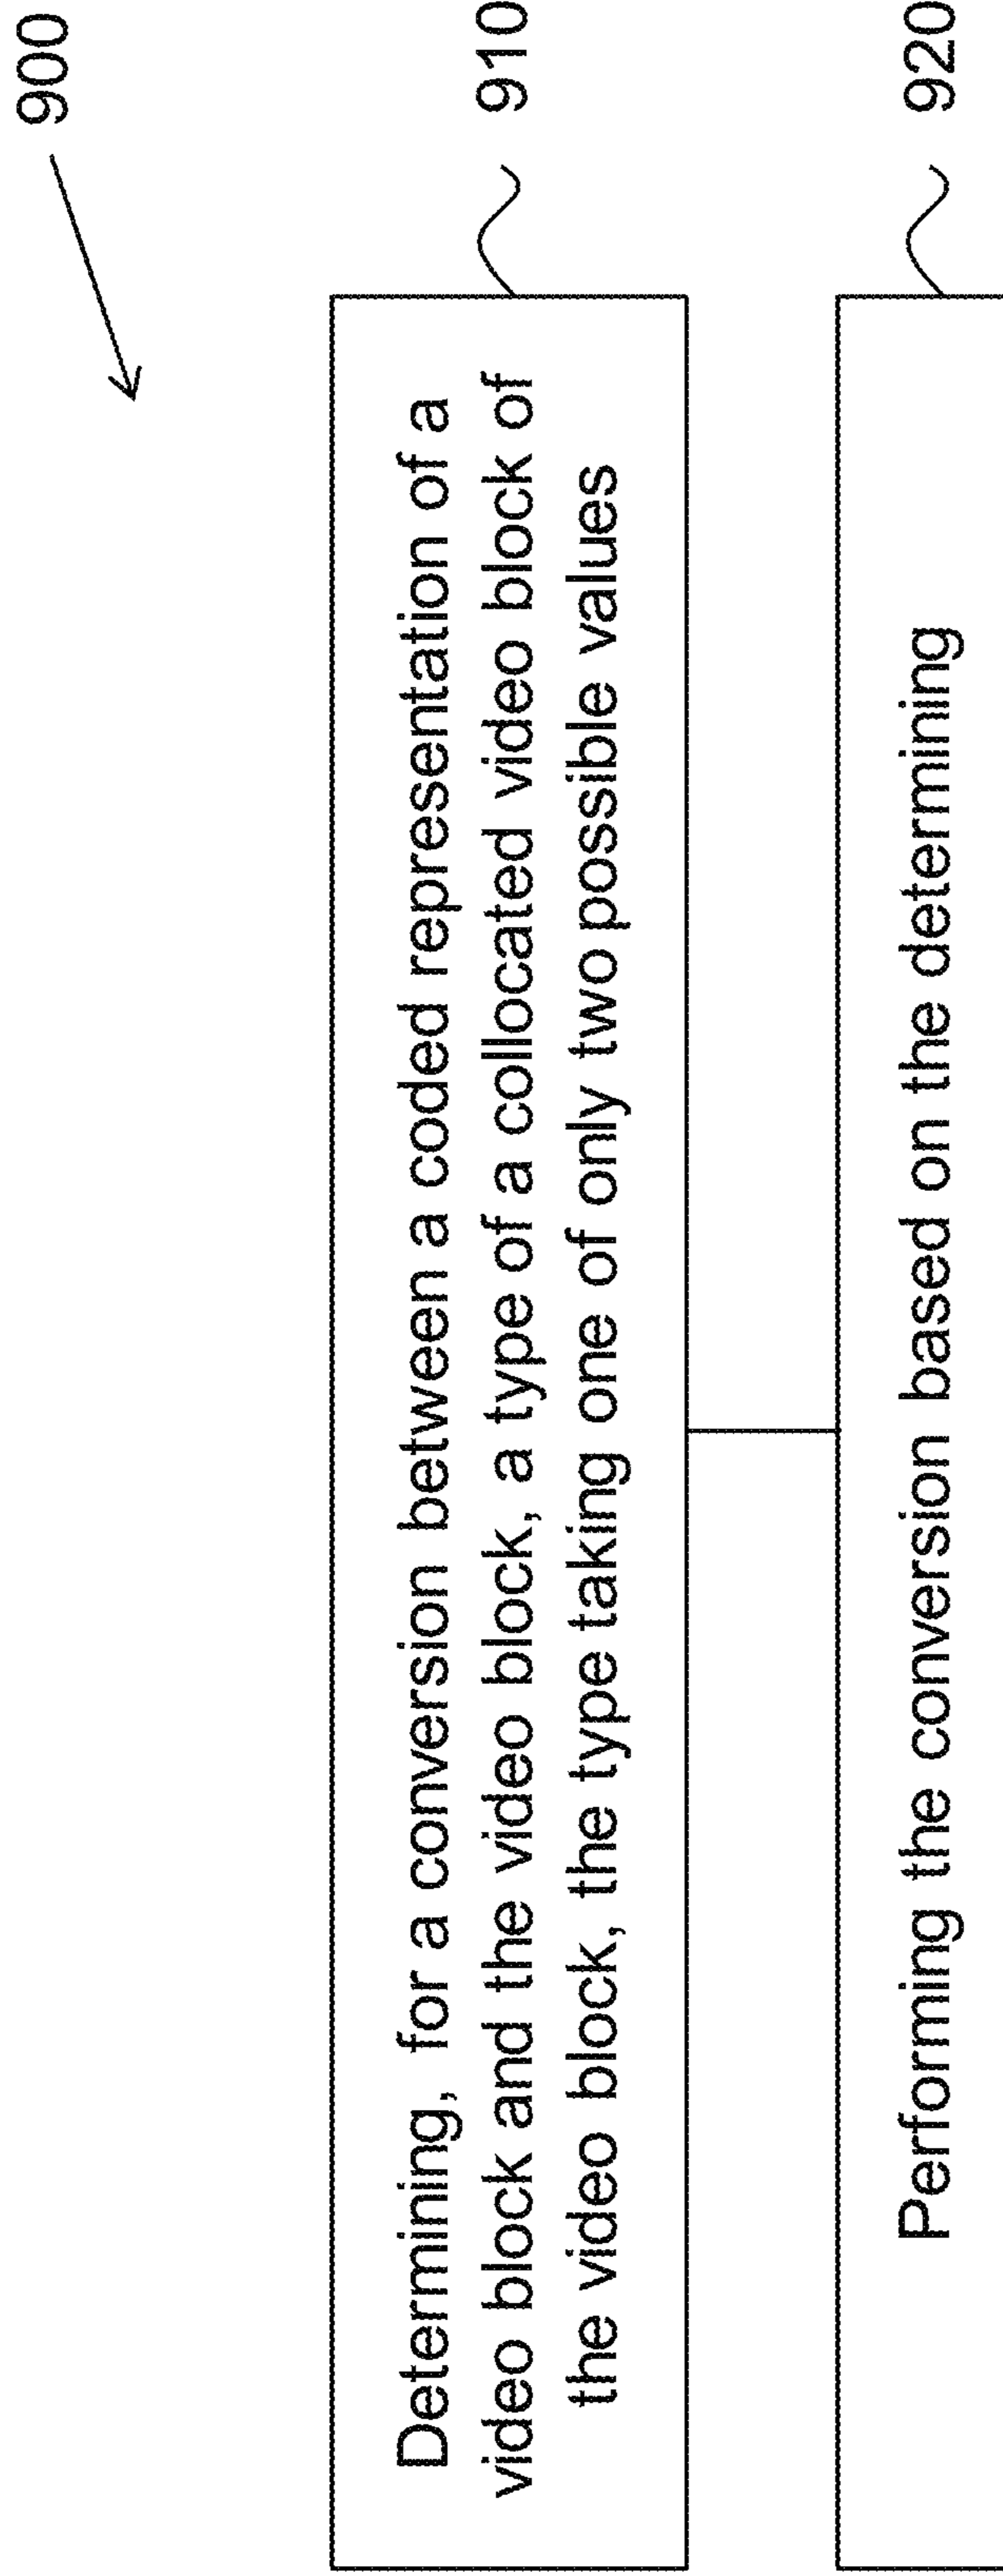 900
Determining, for a conversion between a coded representation of a
video block and the video block, a type of a collocated video block of
the video block, the type taking one of only two possible values
910
Performing the conversion based on the determining
920